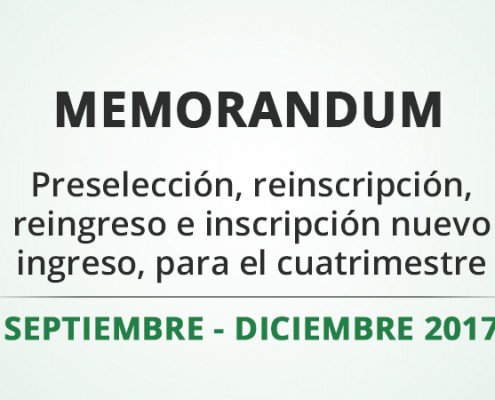 MEMORANDUM
Preselección, reinscripción,
reingreso e inscripción nuevo
ingreso, para el cuatrimestre
SEPTIEMBRE - DICIEMBRE 2017